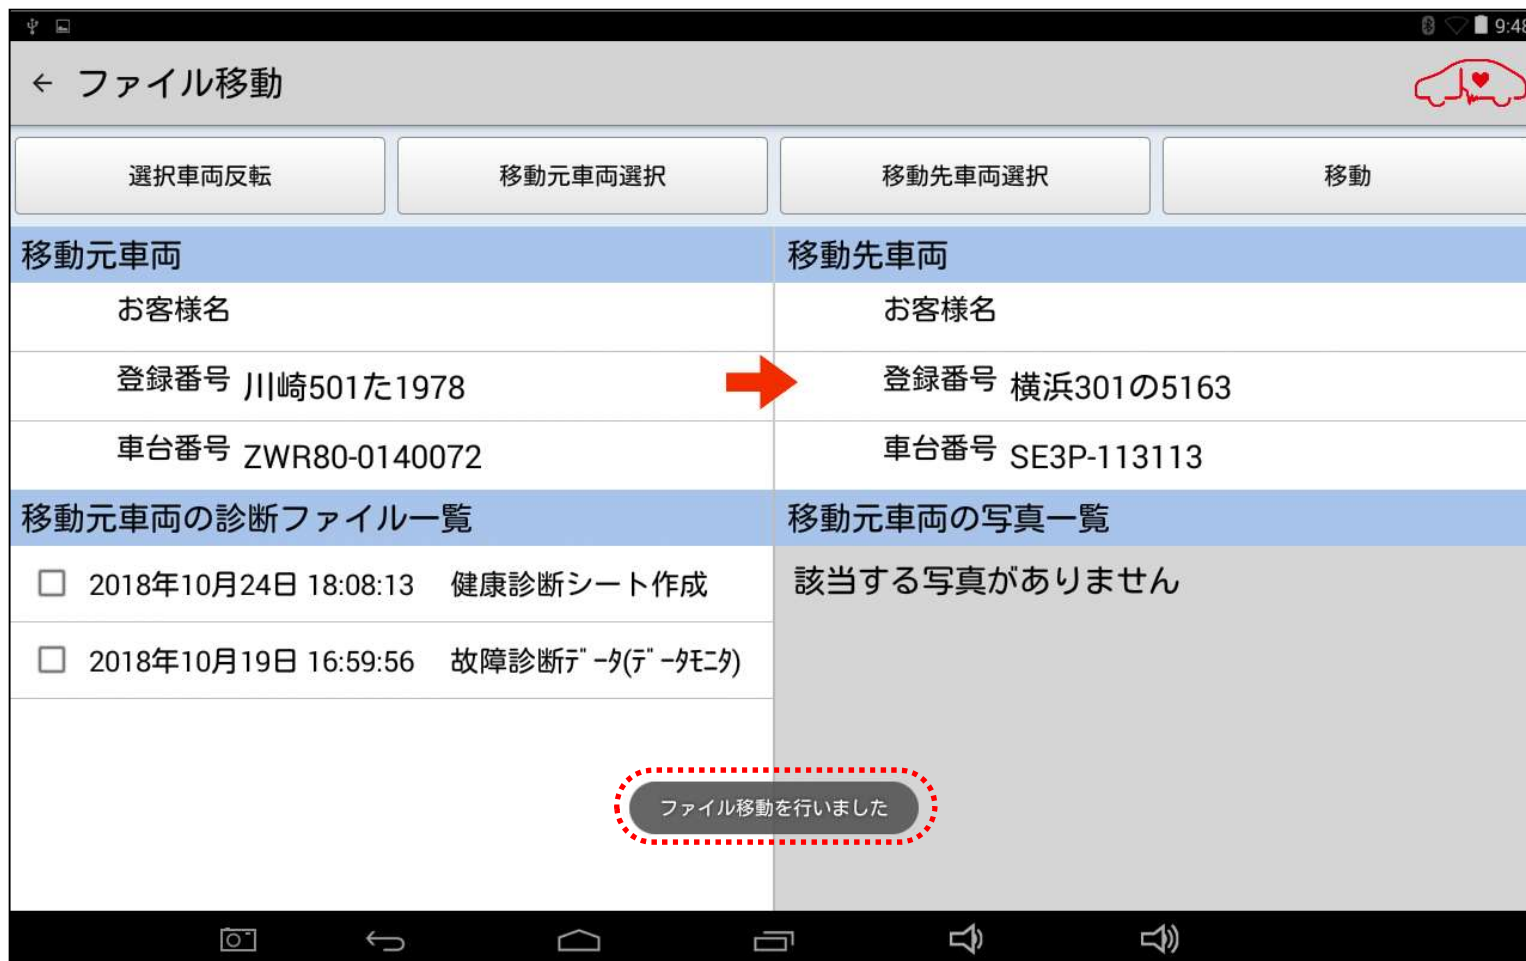 9:48
← ファイル移動
選択車両反転 移動元車両選択 移動先車両選択 移動
移動元車両 移動先車両
お客様名 お客様名
登録番号 川崎501た1978 登録番号 横浜301の5163
車台番号 ZWR80-0140072 車台番号 SE3P-113113
移動元車両の診断ファイル一覧 移動元車両の写真一覧
2018年10月24日 18:08:13 健康診断シート作成 該当する写真がありません
2018年10月19日 16:59:56 故障診断ﾃﾞｰﾀ(ﾃﾞｰﾀﾓﾆﾀ)
ファイル移動を行いました